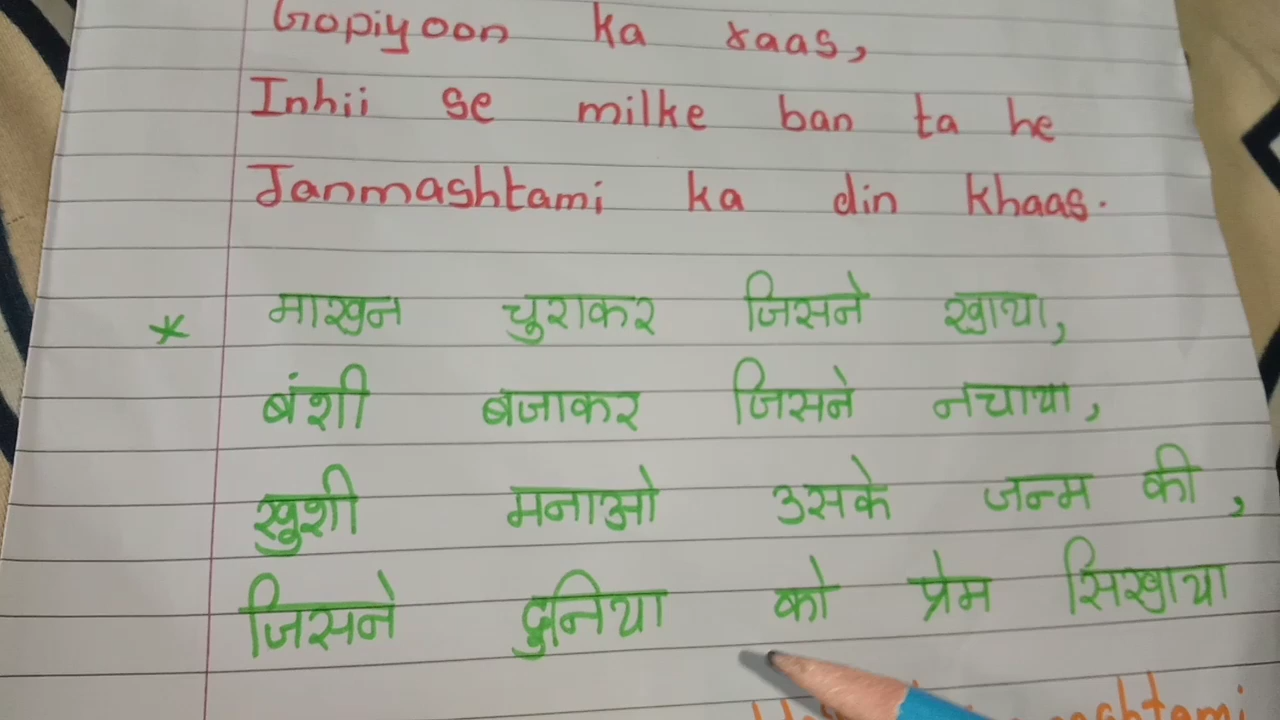 Gopiyoon ka raas,
Inhii se milke ban ta he
Janmashtami ka din khaas.
* माखन चुराकर जिसने खाया,
बंशी बजाकर जिसने नचाया,
खुशी मनाओ उसके जन्म की,
जिसने दुनिया को प्रेम सिखाया